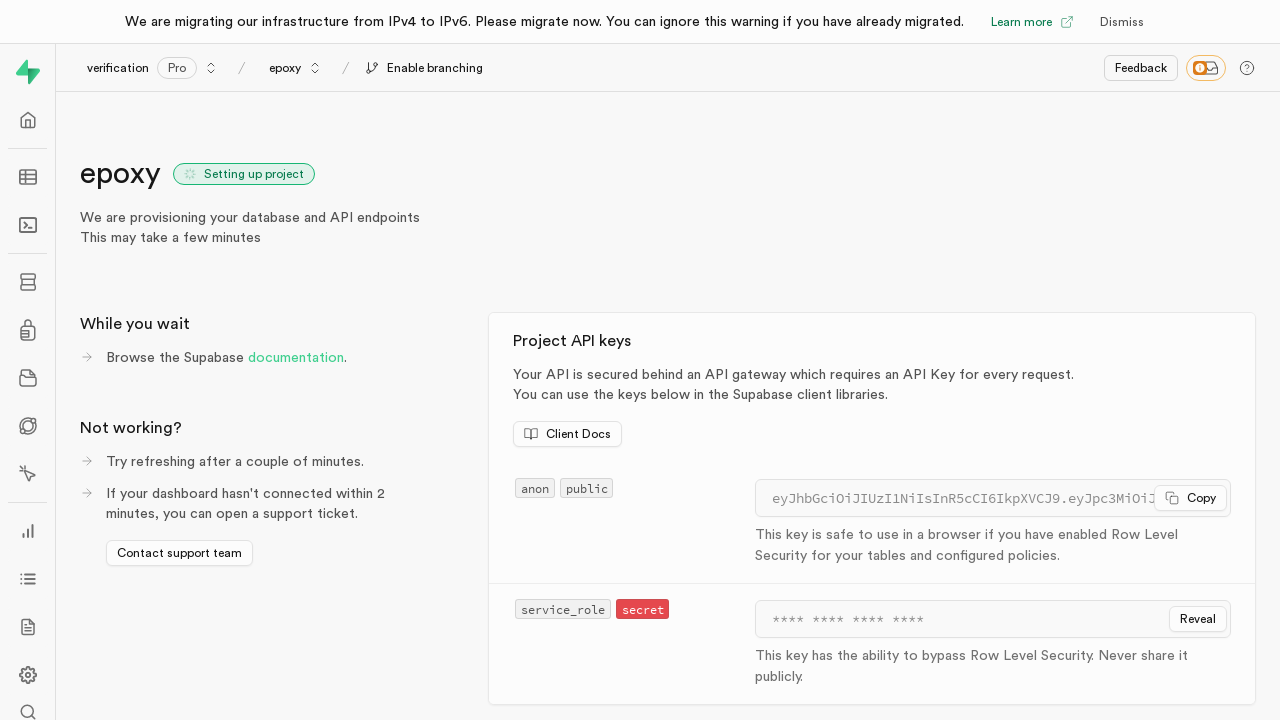 We are migrating our infrastructure from IPv4 to IPv6. Please migrate now. You can ignore this warning if you have already migrated.
Learn more
Dismiss
verification Pro / epoxy / Enable branching
Feedback
epoxy
Setting up project
We are provisioning your database and API endpoints
This may take a few minutes
While you wait
Browse the Supabase documentation.
Not working?
Try refreshing after a couple of minutes.
If your dashboard hasn't connected within 2
minutes, you can open a support ticket.
Contact support team
Project API keys
Your API is secured behind an API gateway which requires an API Key for every request.
You can use the keys below in the Supabase client libraries.
Client Docs
anon public
eyJhbGciOiJIUzI1NiIsInR5cCI6IkpXVCJ9.eyJpc3MiOiJ
Copy
This key is safe to use in a browser if you have enabled Row Level
Security for your tables and configured policies.
service_role secret
**** **** **** ****
Reveal
This key has the ability to bypass Row Level Security. Never share it
publicly.